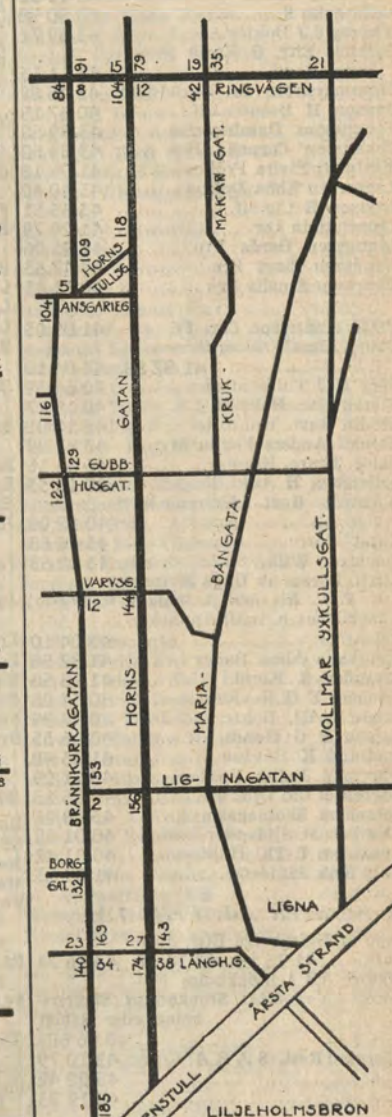 91 15 79 19 35 21
84 8 104 12 42 RINGVÄGEN
MAKAR GAT.
118
109
HORNS-
TULLSG
5
104 ANSGARIEG
GATAN
KRUK-
116
129 GUBB-
122 HUSGAT.
BANGATA
VOLLMAR YXKULLSGAT.
VARVSG.
12 144
BRÄNNKYRKAGATAN
HORNS-
MARIA-
153
LIG- NAGATAN
2 156
BORG-
GAT. 132
LIGNA
23 169 27 143
140 34 174 38 LÅNGH.G.
ÅRSTA STRAND
185
RNSTULL
LILJEHOLMSBRON